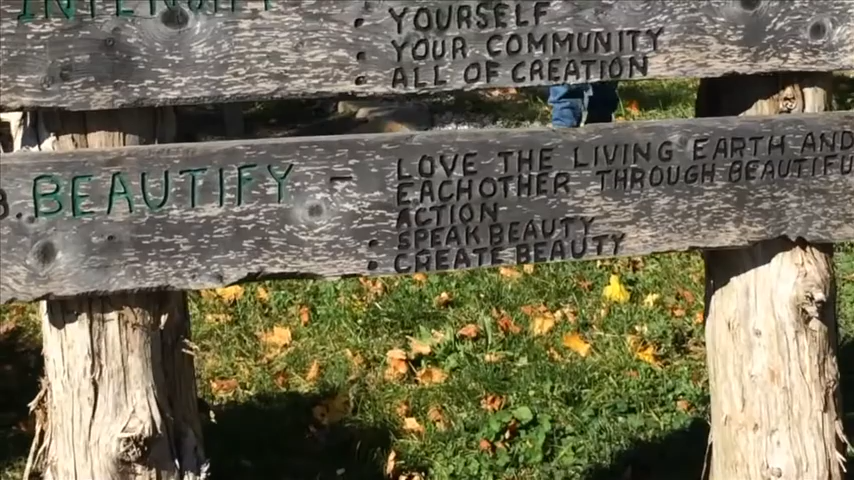 YOURSELF
• YOUR COMMUNITY
• ALL OF CREATION
BEAUTIFY - LOVE THE LIVING EARTH AND
EACHOTHER THROUGH BEAUTIFU
ACTION
• SPEAK BEAUTY
• CREATE BEAUTY